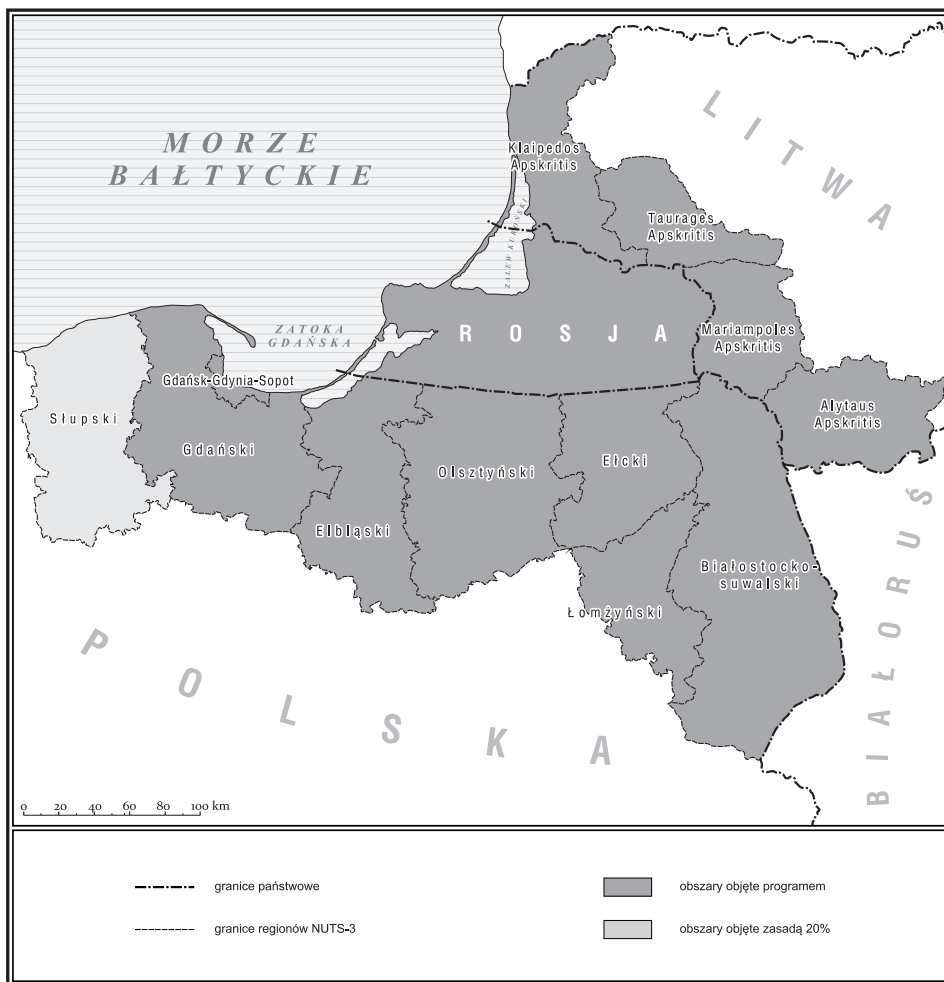 MORZE
BAŁTYCKIE
LITWA
Klaipedos
Apskritis
Taurages
Apskritis
ZALEW KUROŃSKI
ZATOKA
GDAŃSKA
ROSJA
Mariampoles
Apskritis
Gdańsk-Gdynia-Sopot
Słupski
Gdański
Alytaus
Apskritis
Olsztyński
Ełcki
Elbląski
Białostocko-
suwalski
Łomżyński
BIAŁORUŚ
POLSKA
0 20 40 60 80 100 km
granice państwowe
obszary objęte programem
granice regionów NUTS-3
obszary objęte zasadą 20%